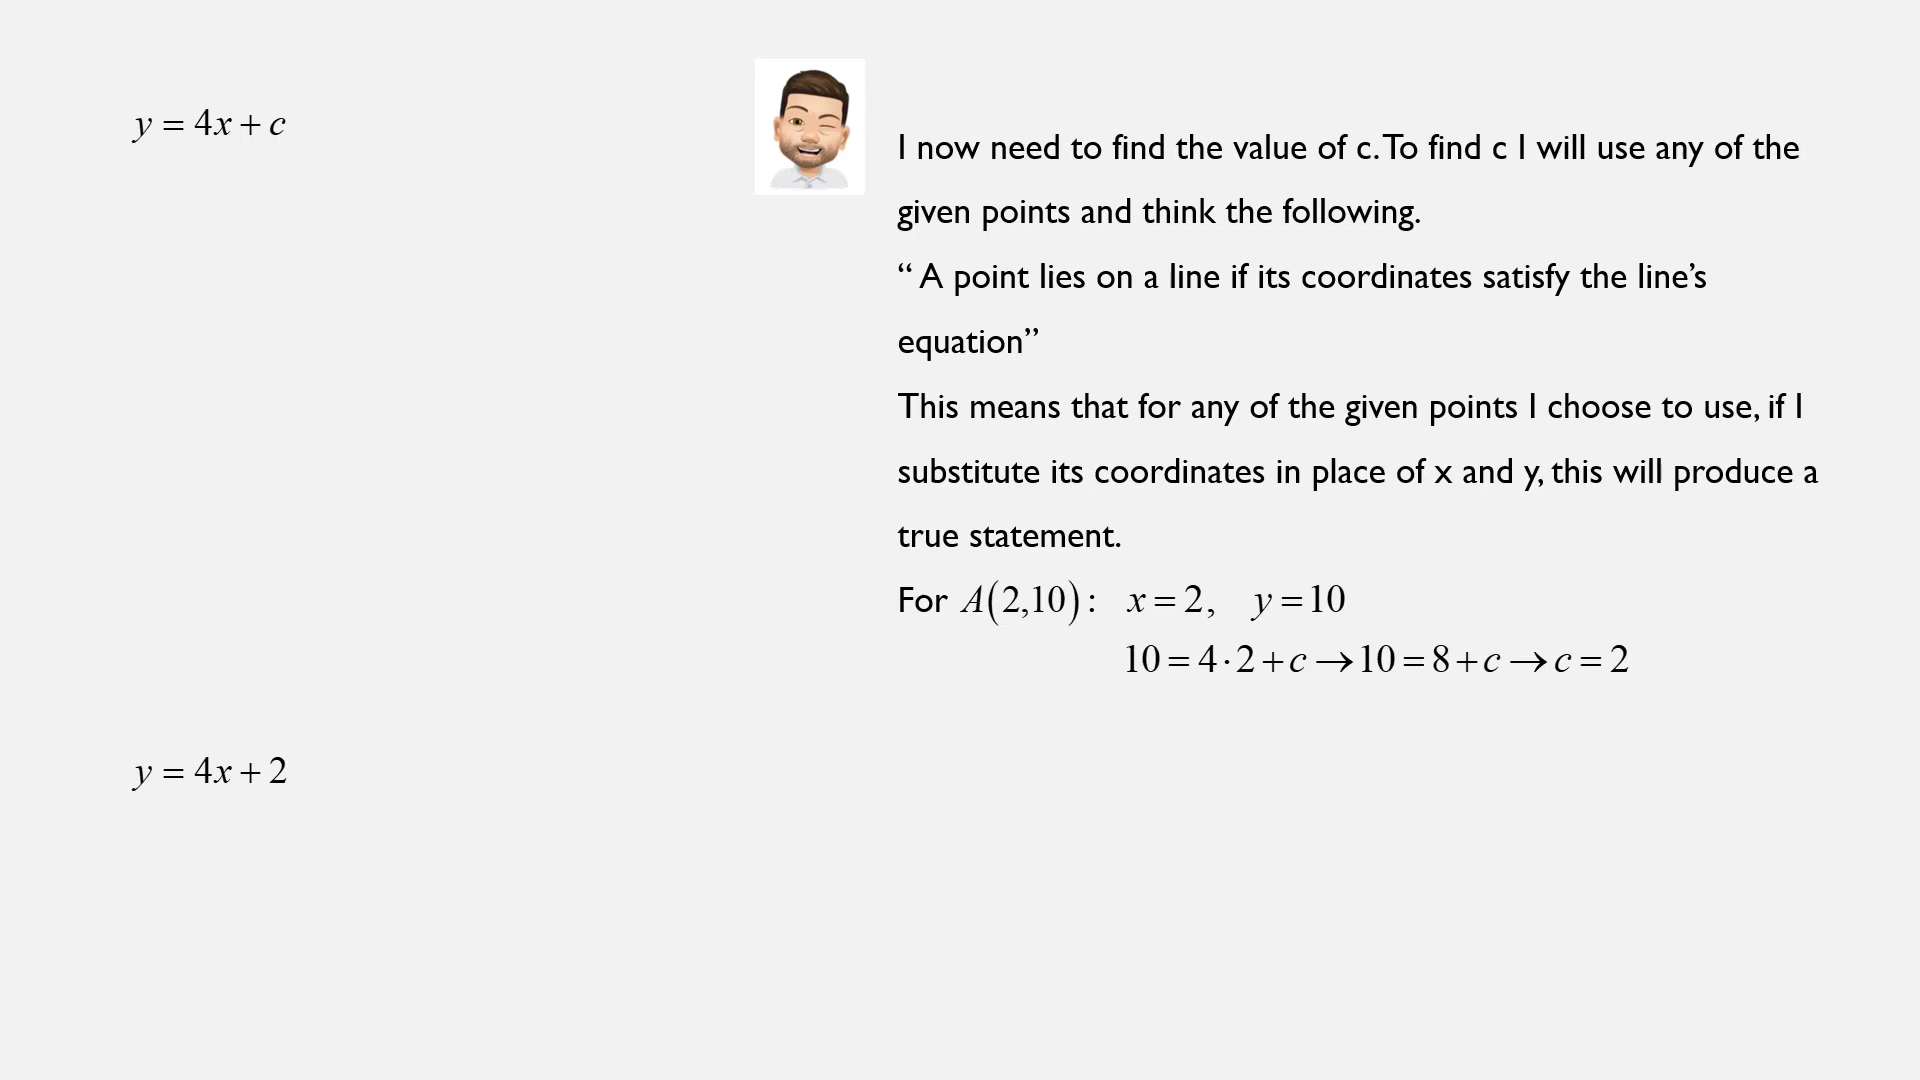 y = 4x + c
I now need to find the value of c. To find c I will use any of the
given points and think the following.
“ A point lies on a line if its coordinates satisfy the line’s
equation”
This means that for any of the given points I choose to use, if I
substitute its coordinates in place of x and y, this will produce a
true statement.
For A(2,10): x = 2, y = 10
10 = 4·2 + c → 10 = 8 + c → c = 2
y = 4x + 2